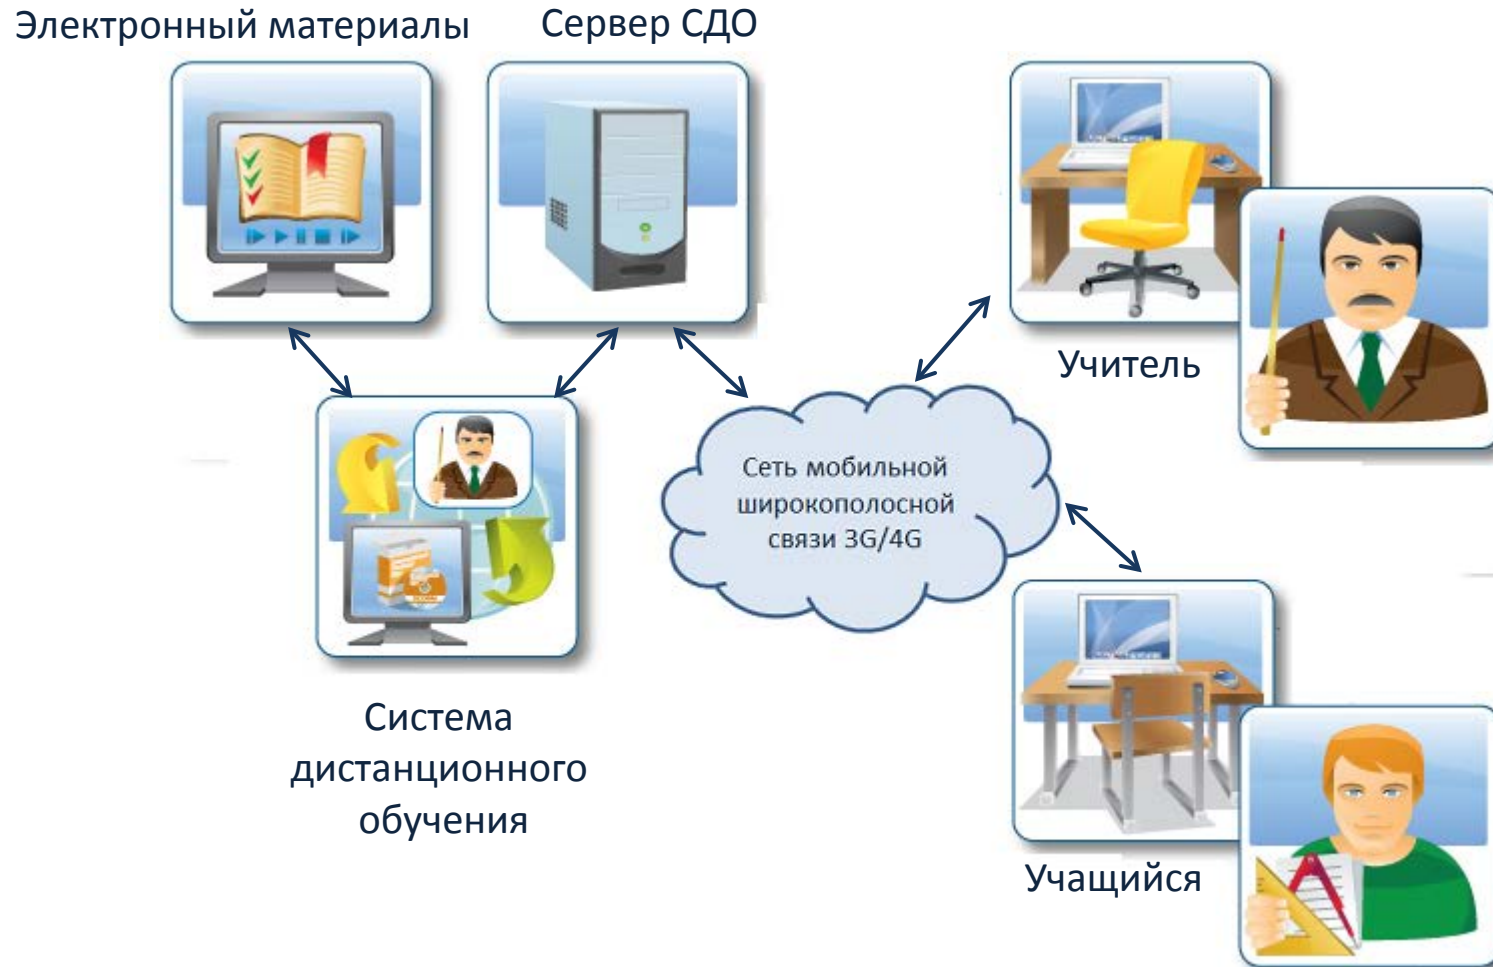 Электронный материалы
Сервер СДО
Учитель
Сеть мобильной
широкополосной
связи 3G/4G
Система
дистанционного
обучения
Учащийся